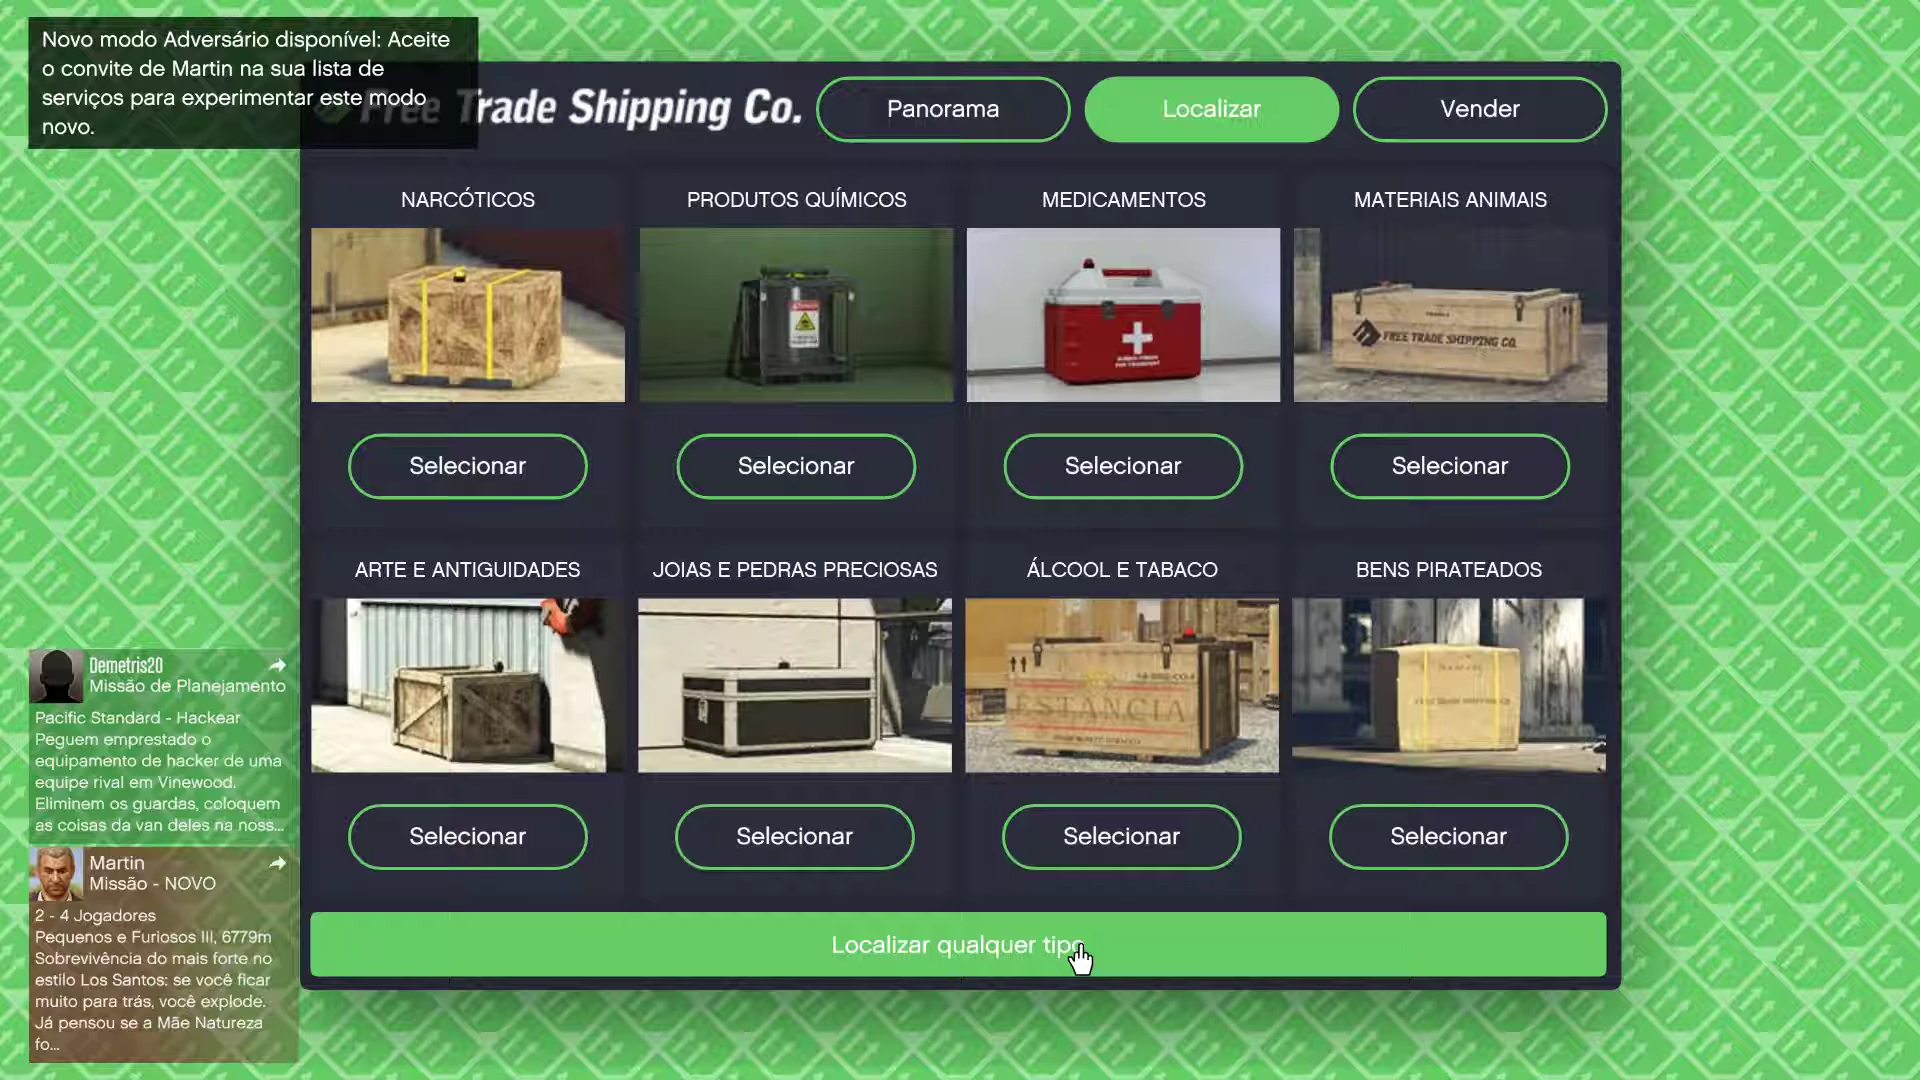 Novo modo Adversário disponível: Aceite
o convite de Martin na sua lista de
serviços para experimentar este modo
novo.
Free Trade Shipping Co.
Panorama
Localizar
Vender
NARCÓTICOS
PRODUTOS QUÍMICOS
MEDICAMENTOS
MATERIAIS ANIMAIS
FREE TRADE SHIPPING CO.
Selecionar
Selecionar
Selecionar
Selecionar
ARTE E ANTIGUIDADES
JOIAS E PEDRAS PRECIOSAS
ÁLCOOL E TABACO
BENS PIRATEADOS
ESTANCIA
Selecionar
Selecionar
Selecionar
Selecionar
Localizar qualquer tipo
Demetris20
Missão de Planejamento
Pacific Standard - Hackear
Peguem emprestado o
equipamento de hacker de uma
equipe rival em Vinewood.
Eliminem os guardas, coloquem
as coisas da van deles na noss...
Martin
Missão - NOVO
2 - 4 Jogadores
Pequenos e Furiosos III, 6779m
Sobrevivência do mais forte no
estilo Los Santos: se você ficar
muito para trás, você explode.
Já pensou se a Mãe Natureza
fo...